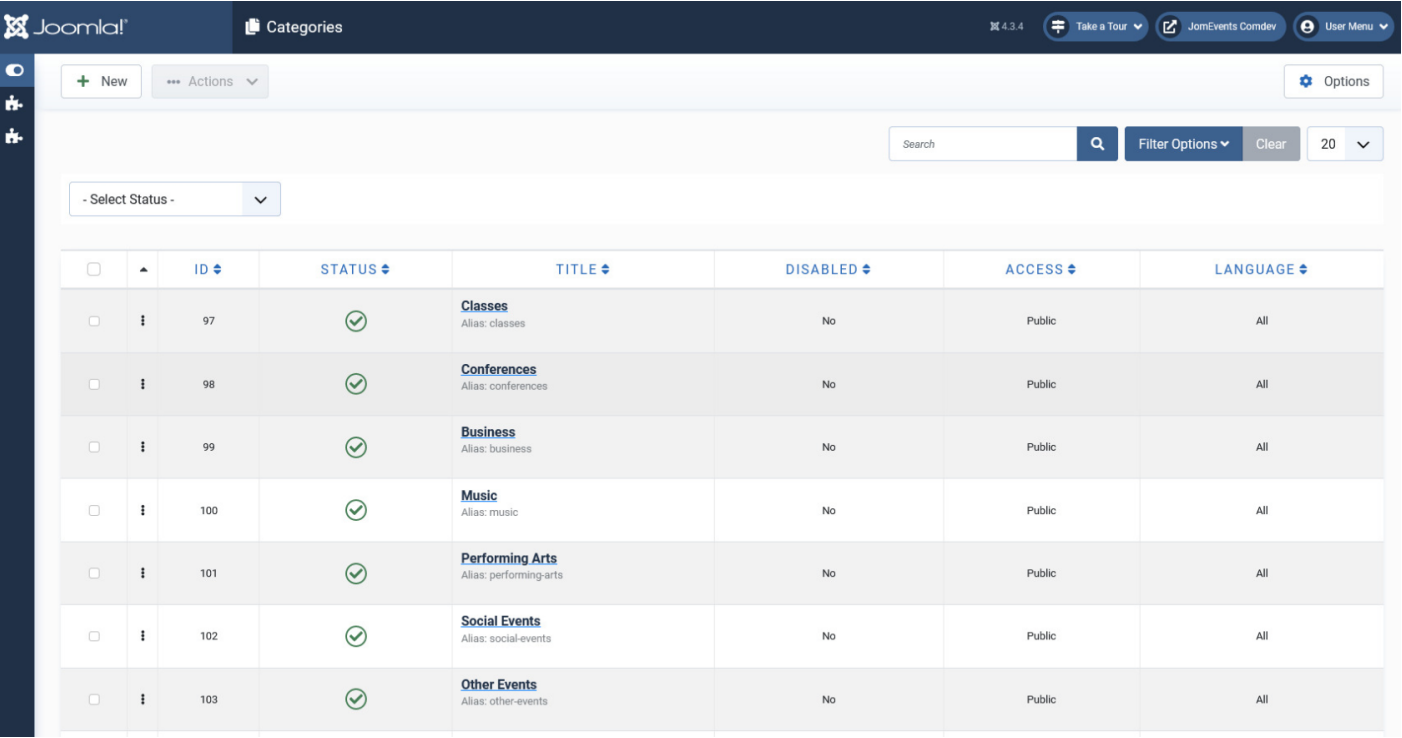 Joomla!® Categories 4.3.4 Take a Tour JomEvents Comdev User Menu
+ New ... Actions Options
Search Filter Options Clear 20
- Select Status -
ID STATUS TITLE DISABLED ACCESS LANGUAGE
97 Classes No Public All
Alias: classes
98 Conferences No Public All
Alias: conferences
99 Business No Public All
Alias: business
100 Music No Public All
Alias: music
101 Performing Arts No Public All
Alias: performing-arts
102 Social Events No Public All
Alias: social-events
103 Other Events No Public All
Alias: other-events